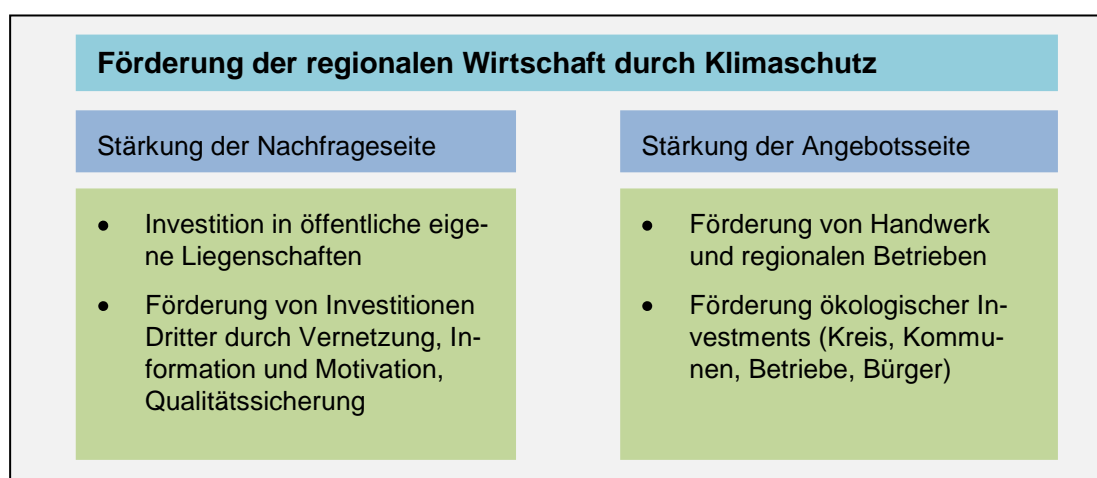 Förderung der regionalen Wirtschaft durch Klimaschutz
Stärkung der Nachfrageseite
• Investition in öffentliche eige-
ne Liegenschaften
• Förderung von Investitionen
Dritter durch Vernetzung, In-
formation und Motivation,
Qualitätssicherung
Stärkung der Angebotsseite
• Förderung von Handwerk
und regionalen Betrieben
• Förderung ökologischer In-
vestments (Kreis, Kommu-
nen, Betriebe, Bürger)